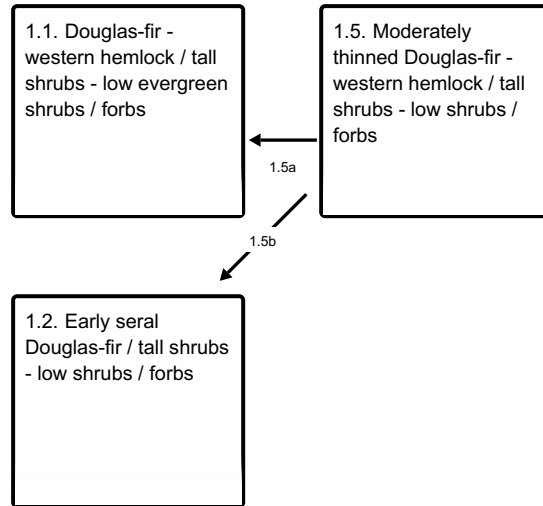 1.1. Douglas-fir -
western hemlock / tall
shrubs - low evergreen
shrubs / forbs
1.5. Moderately
thinned Douglas-fir -
western hemlock / tall
shrubs - low shrubs /
forbs
1.5a
1.5b
1.2. Early seral
Douglas-fir / tall shrubs
- low shrubs / forbs